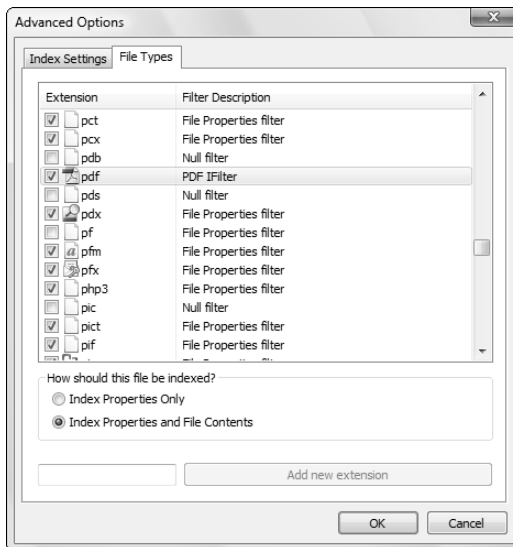 Advanced Options
Index Settings File Types
Extension Filter Description
pct File Properties filter
pcx File Properties filter
pdb Null filter
pdf PDF IFilter
pds Null filter
pdx File Properties filter
pf File Properties filter
pfm File Properties filter
pfx File Properties filter
php3 File Properties filter
pic Null filter
pict File Properties filter
pif File Properties filter
How should this file be indexed?
Index Properties Only
Index Properties and File Contents
Add new extension
OK Cancel